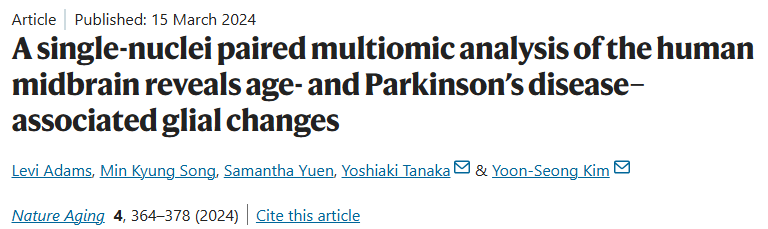 Article | Published: 15 March 2024
A single-nuclei paired multiomic analysis of the human
midbrain reveals age- and Parkinson’s disease–
associated glial changes
Levi Adams, Min Kyung Song, Samantha Yuen, Yoshiaki Tanaka & Yoon-Seong Kim
Nature Aging 4, 364–378 (2024) | Cite this article